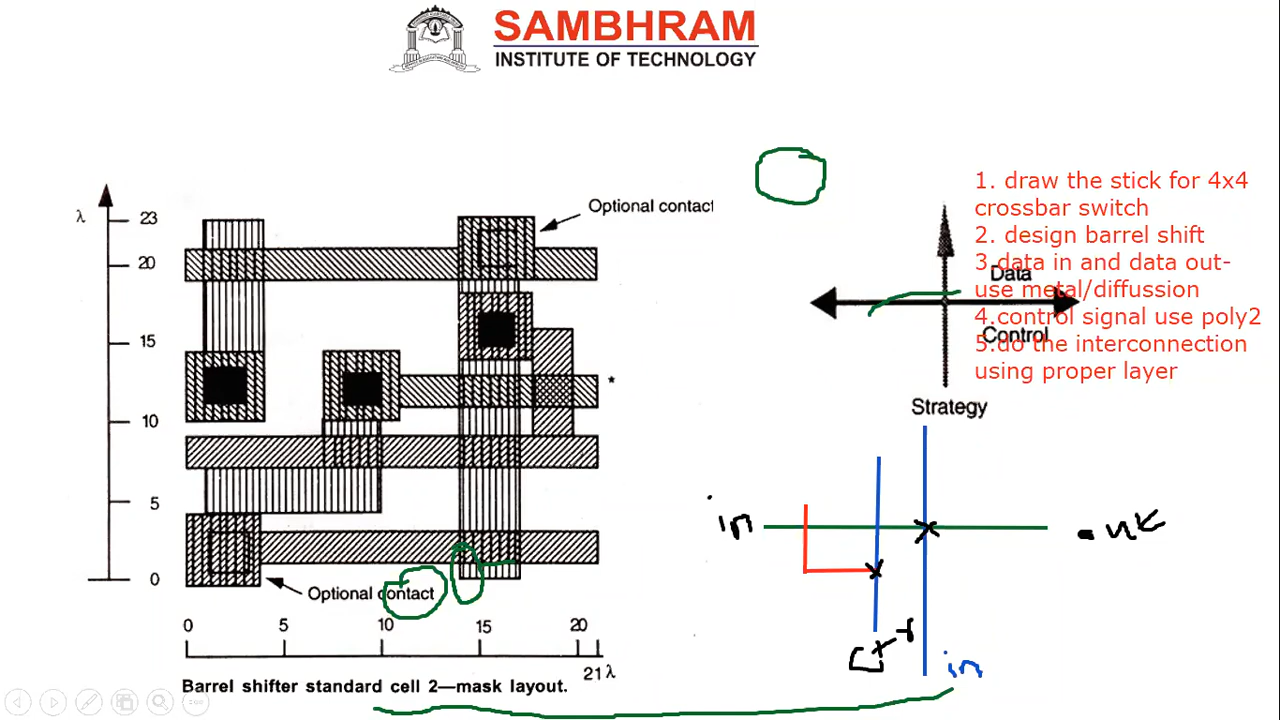 SAMBHRAM
INSTITUTE OF TECHNOLOGY
Optional contact
λ
23
20
15
10
5
0
*
Optional contact
0
5
10
15
20
21λ
Barrel shifter standard cell 2—mask layout.
1. draw the stick for 4x4
crossbar switch
2. design barrel shift
3.data in and data out-
use metal/diffussion
4.control signal use poly2
5.do the interconnection
using proper layer
Data
Control
Strategy
in
in